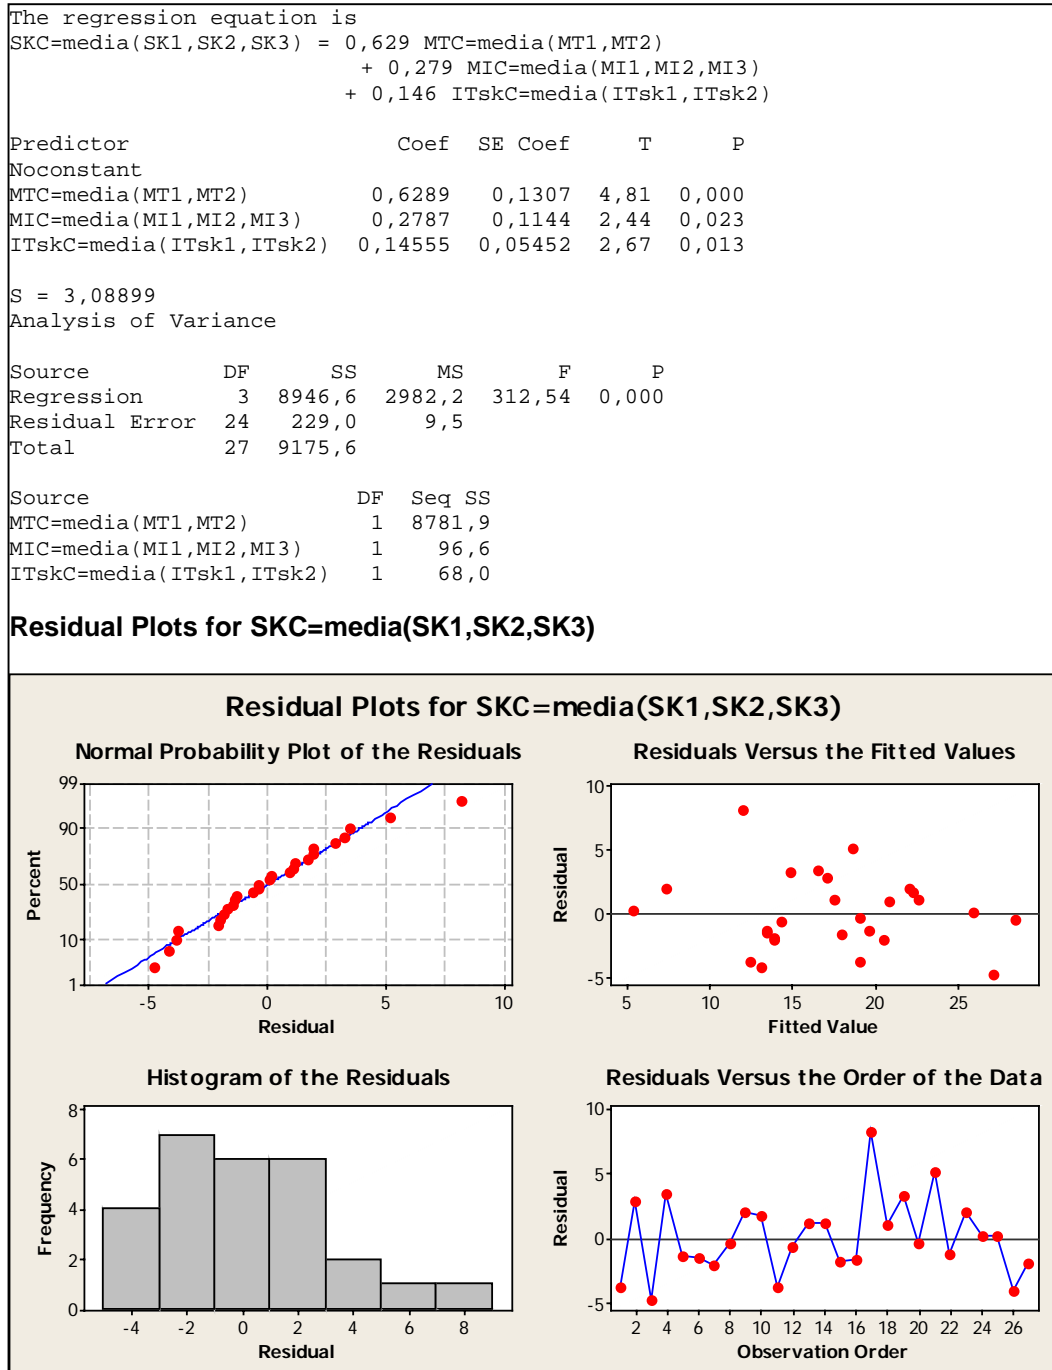 The regression equation is
SKC=media(SK1,SK2,SK3) = 0,629 MTC=media(MT1,MT2)
+ 0,279 MIC=media(MI1,MI2,MI3)
+ 0,146 ITskC=media(ITsk1,ITsk2)
Predictor Coef SE Coef T P
Noconstant
MTC=media(MT1,MT2) 0,6289 0,1307 4,81 0,000
MIC=media(MI1,MI2,MI3) 0,2787 0,1144 2,44 0,023
ITskC=media(ITsk1,ITsk2) 0,14555 0,05452 2,67 0,013
S = 3,08899
Analysis of Variance
Source DF SS MS F P
Regression 3 8946,6 2982,2 312,54 0,000
Residual Error 24 229,0 9,5
Total 27 9175,6
Source DF Seq SS
MTC=media(MT1,MT2) 1 8781,9
MIC=media(MI1,MI2,MI3) 1 96,6
ITskC=media(ITsk1,ITsk2) 1 68,0
Residual Plots for SKC=media(SK1,SK2,SK3)
Residual Plots for SKC=media(SK1,SK2,SK3)
Normal Probability Plot of the Residuals
99
90
50
10
1
Percent
-5 0 5 10
Residual
Residuals Versus the Fitted Values
10
5
0
-5
Residual
5 10 15 20 25
Fitted Value
Histogram of the Residuals
8
6
4
2
0
Frequency
-4 -2 0 2 4 6 8
Residual
Residuals Versus the Order of the Data
10
5
0
-5
Residual
2 4 6 8 10 12 14 16 18 20 22 24 26
Observation Order